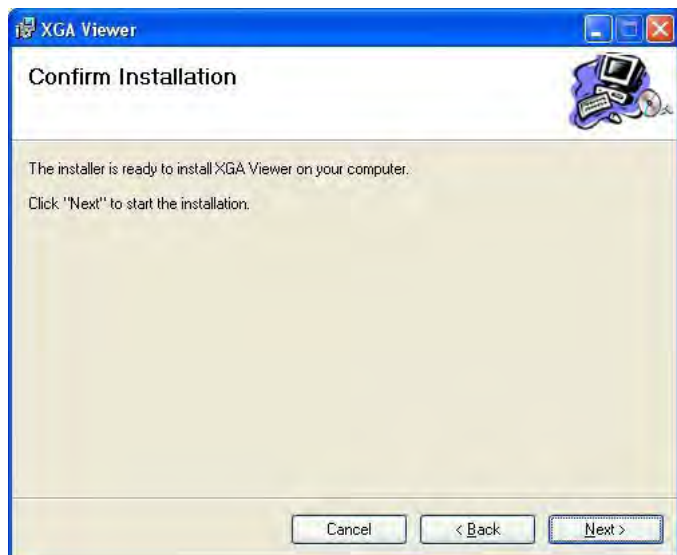 XGA Viewer
Confirm Installation
The installer is ready to install XGA Viewer on your computer.
Click "Next" to start the installation.
Cancel
< Back
Next >